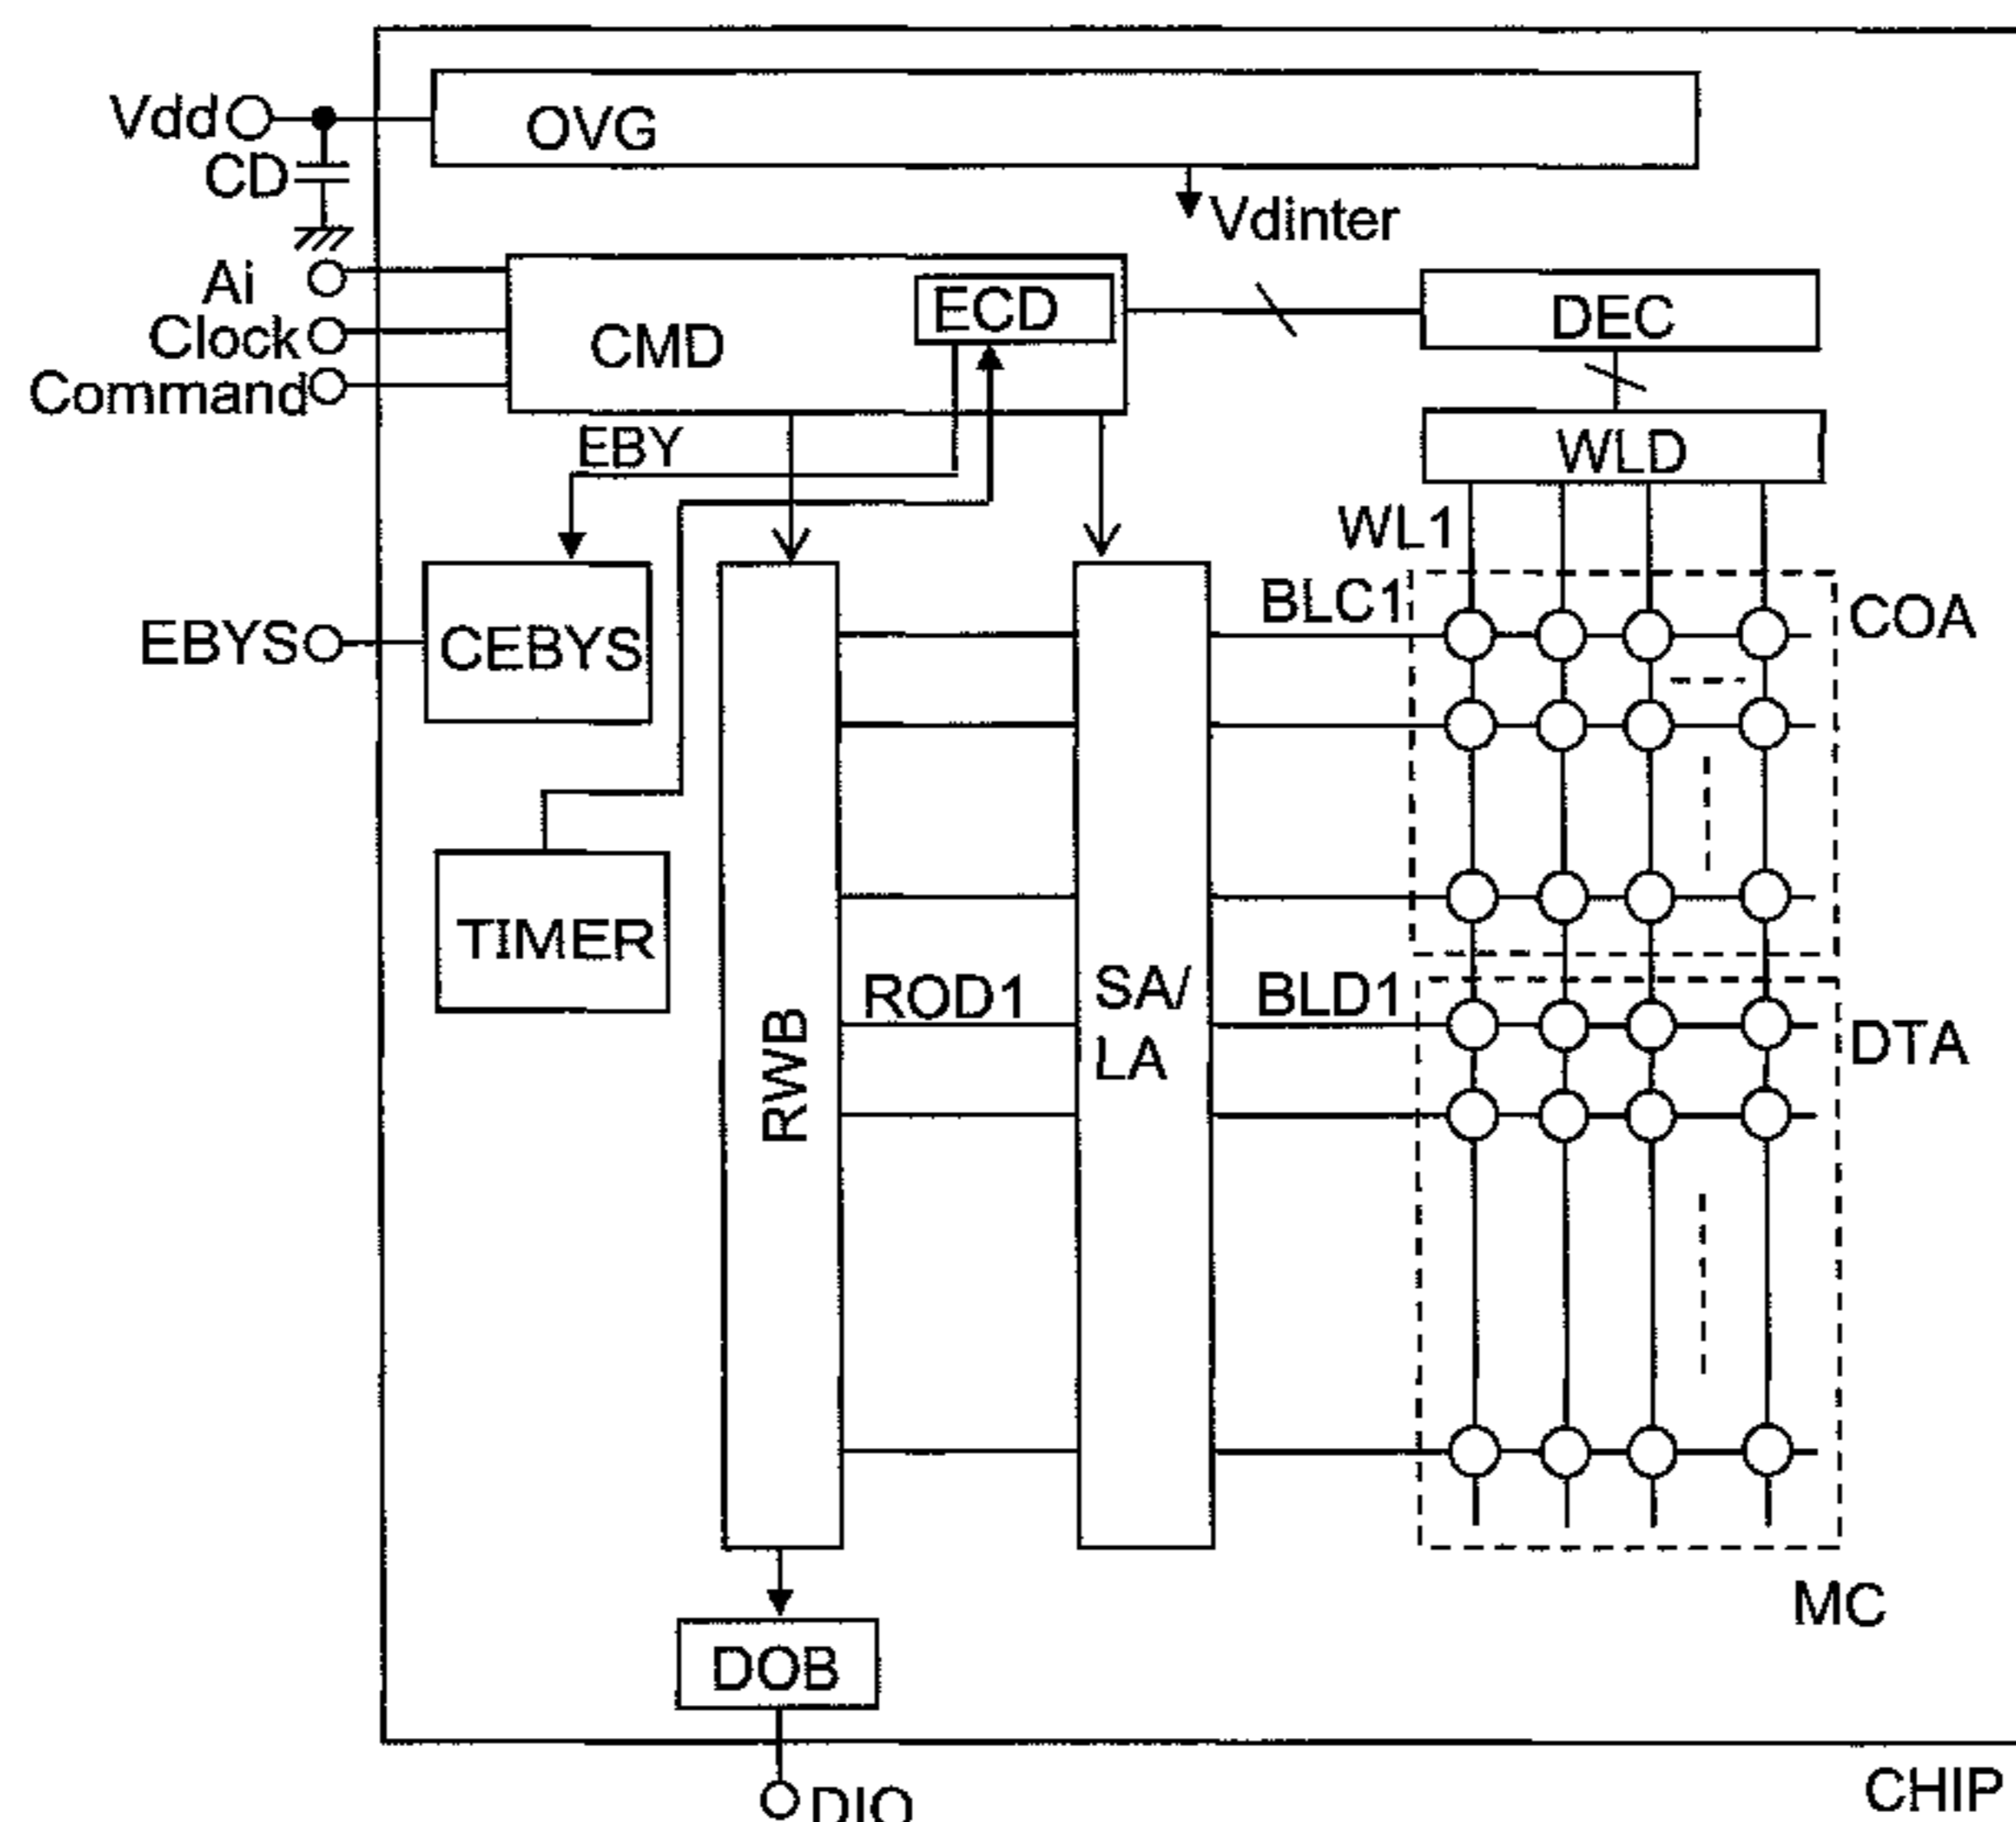 Vdd
OVG
CD
Vdinter
Ai
ECD
DEC
Clock
CMD
Command
EBY
WLD
WL1
BLC1
COA
EBYS
CEBYS
TIMER
ROD1
SA/
LA
BLD1
DTA
RWB
MC
DOB
CHIP